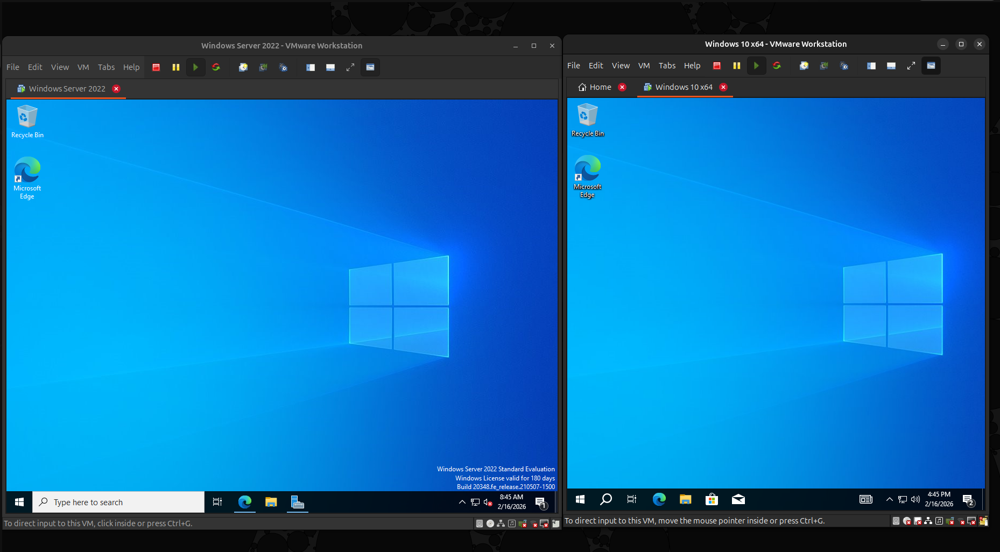 Windows Server 2022 - VMware Workstation
File Edit View VM Tabs Help
Windows Server 2022
Recycle Bin
Microsoft
Edge
Windows Server 2022 Standard Evaluation
Windows License valid for 180 days
Build 20348.fe_release.210507-1500
Type here to search
8:45 AM
2/16/2026
1
To direct input to this VM, click inside or press Ctrl+G.
Windows 10 x64 - VMware Workstation
File Edit View VM Tabs Help
Home Windows 10 x64
Recycle Bin
Microsoft
Edge
4:45 PM
2/16/2026
2
To direct input to this VM, move the mouse pointer inside or press Ctrl+G.